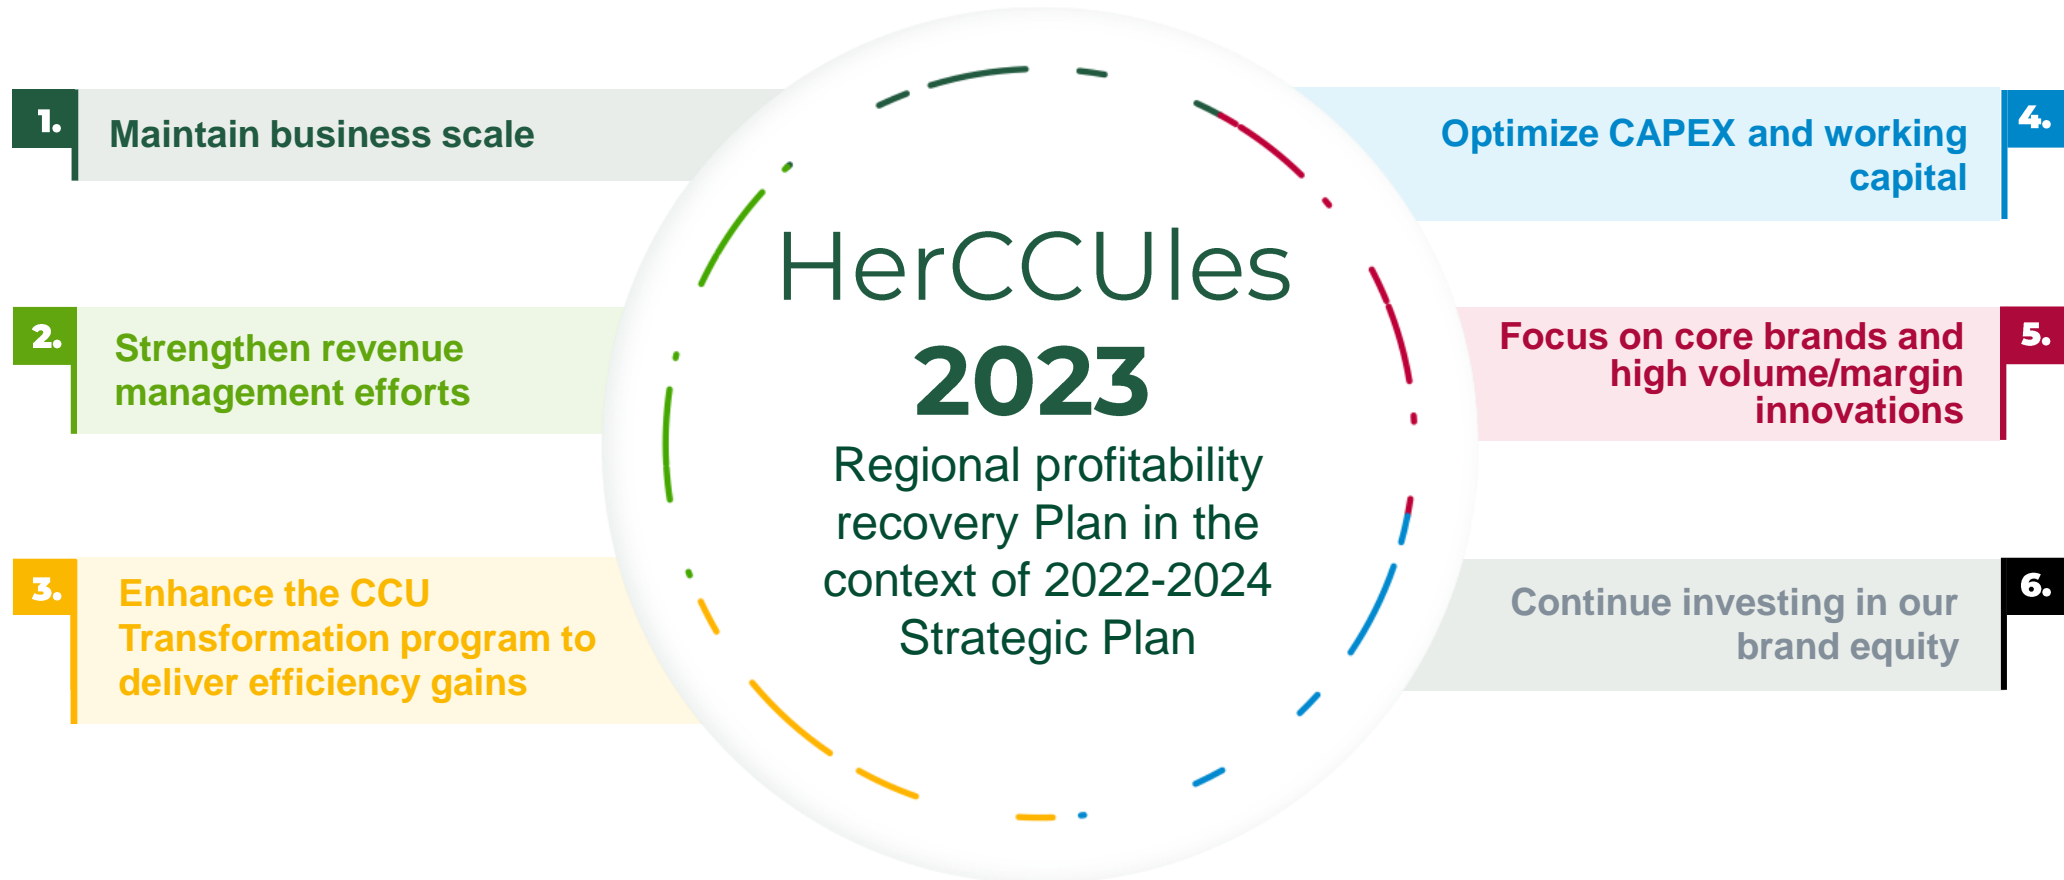 1.
Maintain business scale
2.
Strengthen revenue
management efforts
3.
Enhance the CCU
Transformation program to
deliver efficiency gains
HerCCUles
2023
Regional profitability
recovery Plan in the
context of 2022-2024
Strategic Plan
4.
Optimize CAPEX and working
capital
5.
Focus on core brands and
high volume/margin
innovations
6.
Continue investing in our
brand equity